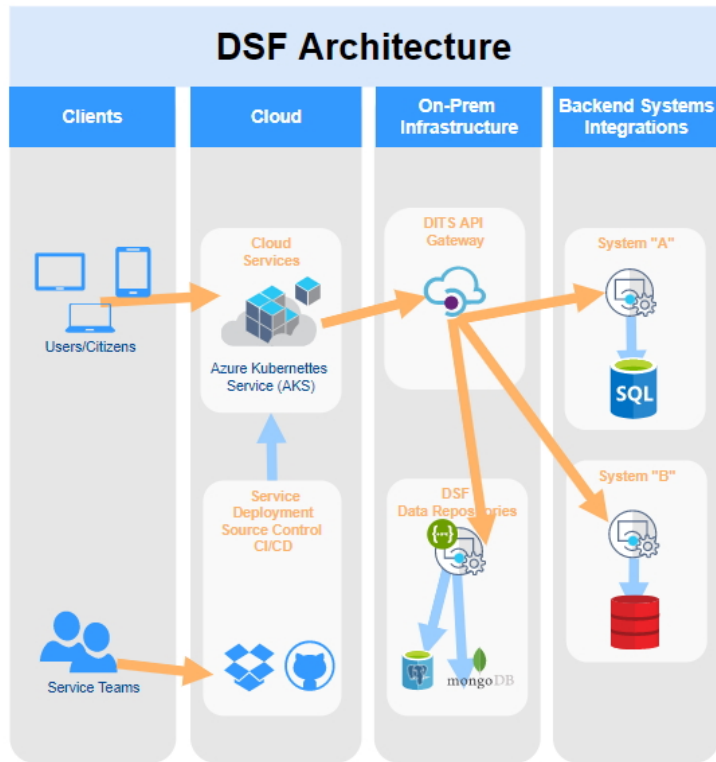 DSF Architecture
Clients
Cloud
On-Prem
Infrastructure
Backend Systems
Integrations
Cloud
Services
DITS API
Gateway
System "A"
Users/Citizens
Azure Kubernettes
Service (AKS)
SQL
Service
Deployment
Source Control
CI/CD
DSF
Data Repositories
System "B"
{···}
mongoDB
Service Teams